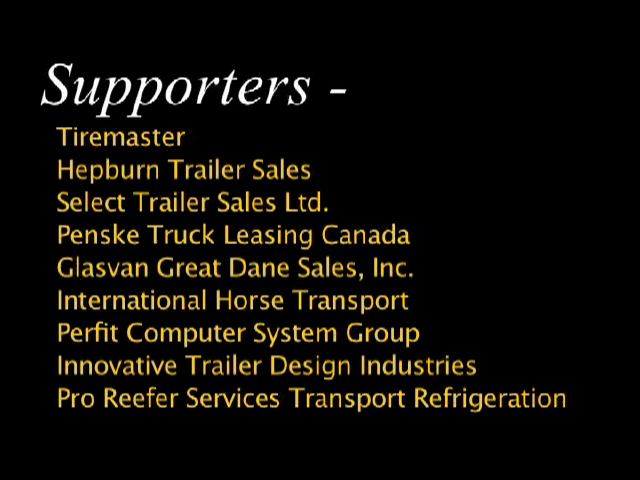 Supporters -
Tiremaster
Hepburn Trailer Sales
Select Trailer Sales Ltd.
Penske Truck Leasing Canada
Glasvan Great Dane Sales, Inc.
International Horse Transport
Perfit Computer System Group
Innovative Trailer Design Industries
Pro Reefer Services Transport Refrigeration